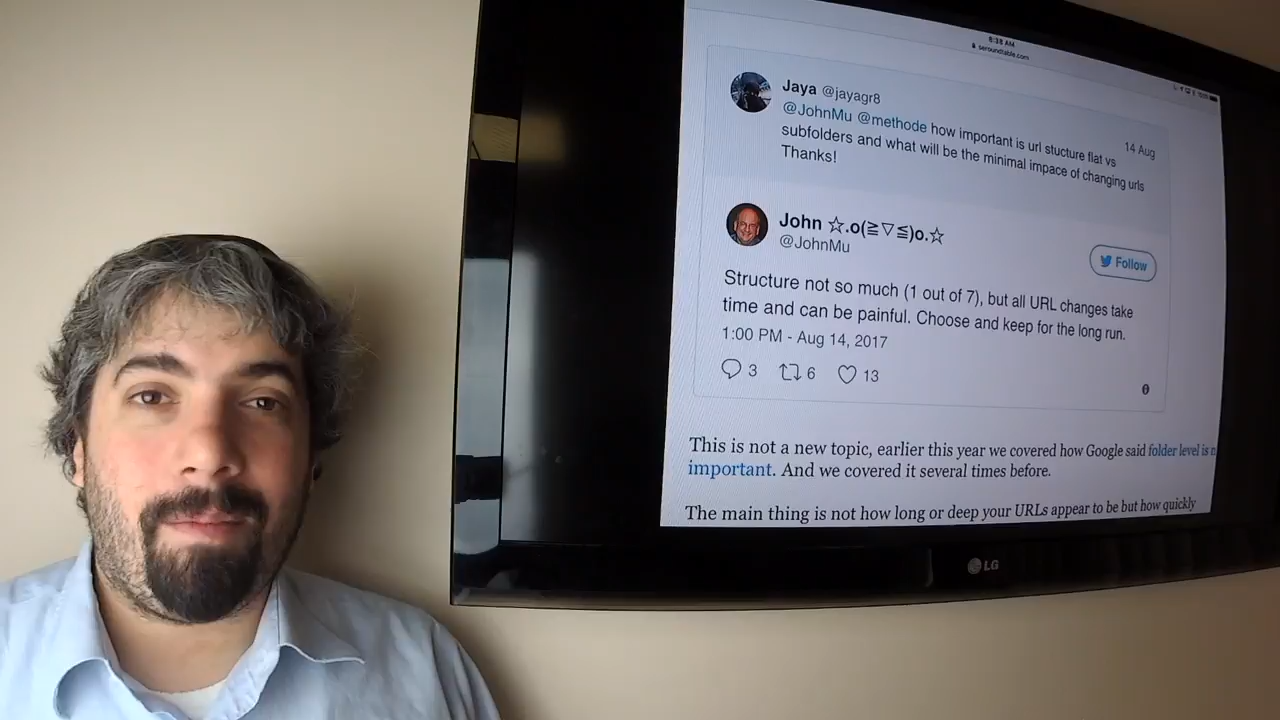 8:38 AM
seroundtable.com
Jaya @jayagr8
14 Aug
@JohnMu @methode how important is url stucture flat vs
subfolders and what will be the minimal impace of changing urls
Thanks!
John ☆.o(≧▽≦)o.☆
@JohnMu
Follow
Structure not so much (1 out of 7), but all URL changes take
time and can be painful. Choose and keep for the long run.
1:00 PM - Aug 14, 2017
3 6 13
This is not a new topic, earlier this year we covered how Google said folder level is n
important. And we covered it several times before.
The main thing is not how long or deep your URLs appear to be but how quickly
LG